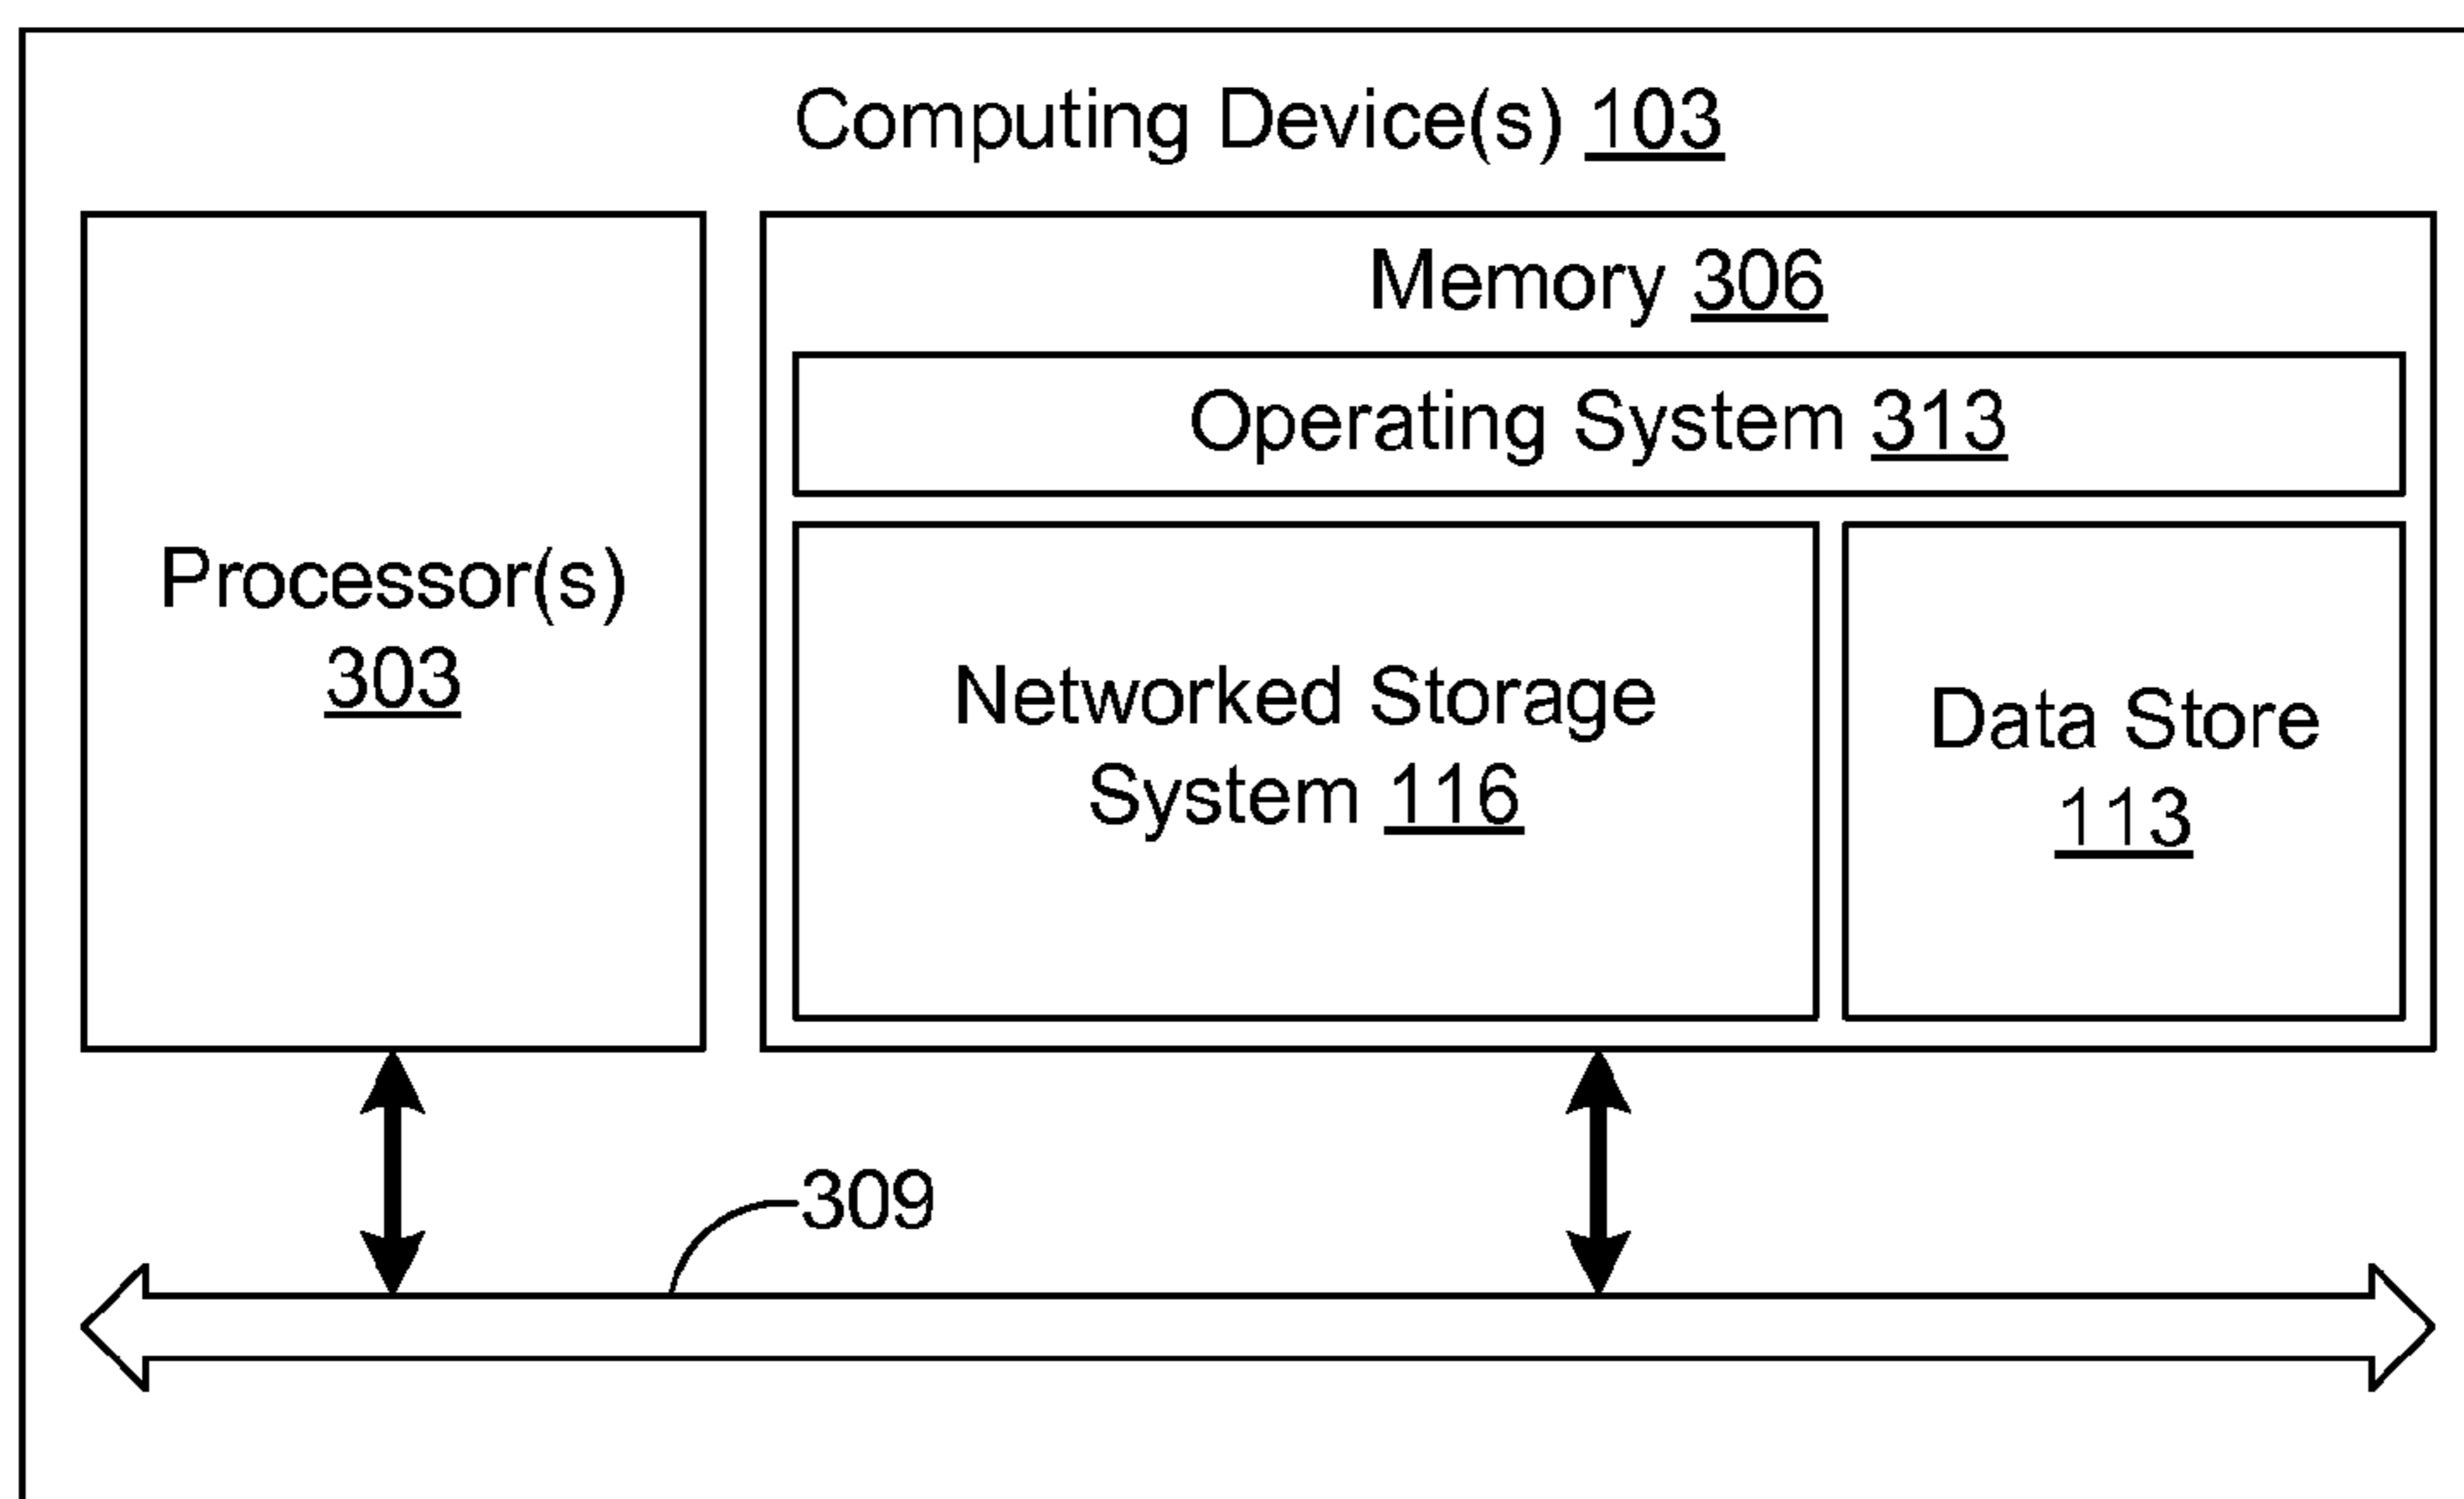 Computing Device(s) 103
Processor(s)
303
Memory 306
Operating System 313
Networked Storage
System 116
Data Store
113
309